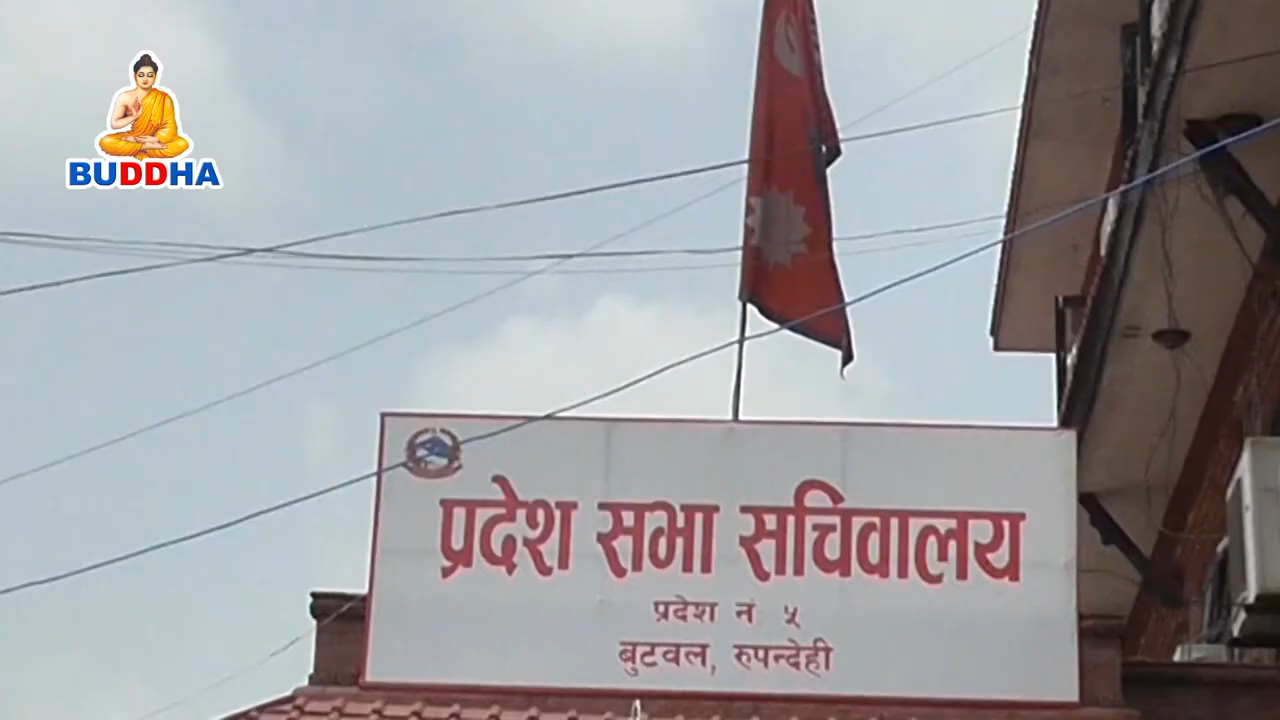 BUDDHA
प्रदेश सभा सचिवालय
प्रदेश नं ५
बुटवल, रुपन्देही